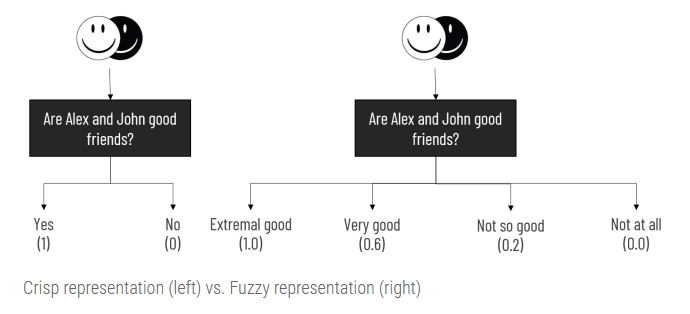 Are Alex and John good
friends?
Are Alex and John good
friends?
Yes
(1)
No
(0)
Extremal good
(1.0)
Very good
(0.6)
Not so good
(0.2)
Not at all
(0.0)
Crisp representation (left) vs. Fuzzy representation (right)